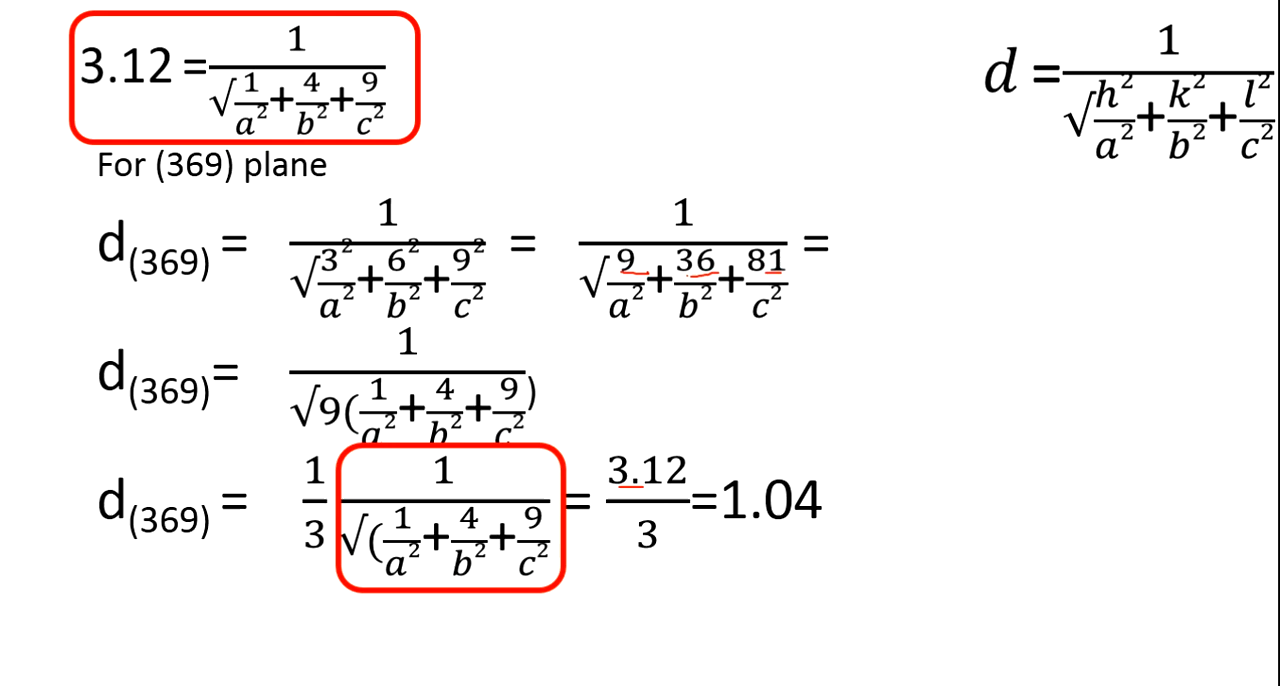 3.12 = 1/√(1/a² + 4/b² + 9/c²)
d = 1/√(h²/a² + k²/b² + l²/c²)
For (369) plane
d₍₃₆₉₎ = 1/√(3²/a² + 6²/b² + 9²/c²) = 1/√(9/a² + 36/b² + 81/c²) =
d₍₃₆₉₎ = 1/√9(1/a² + 4/b² + 9/c²)
d₍₃₆₉₎ = 1/3 1/√(1/a² + 4/b² + 9/c² = 3.12/3 = 1.04